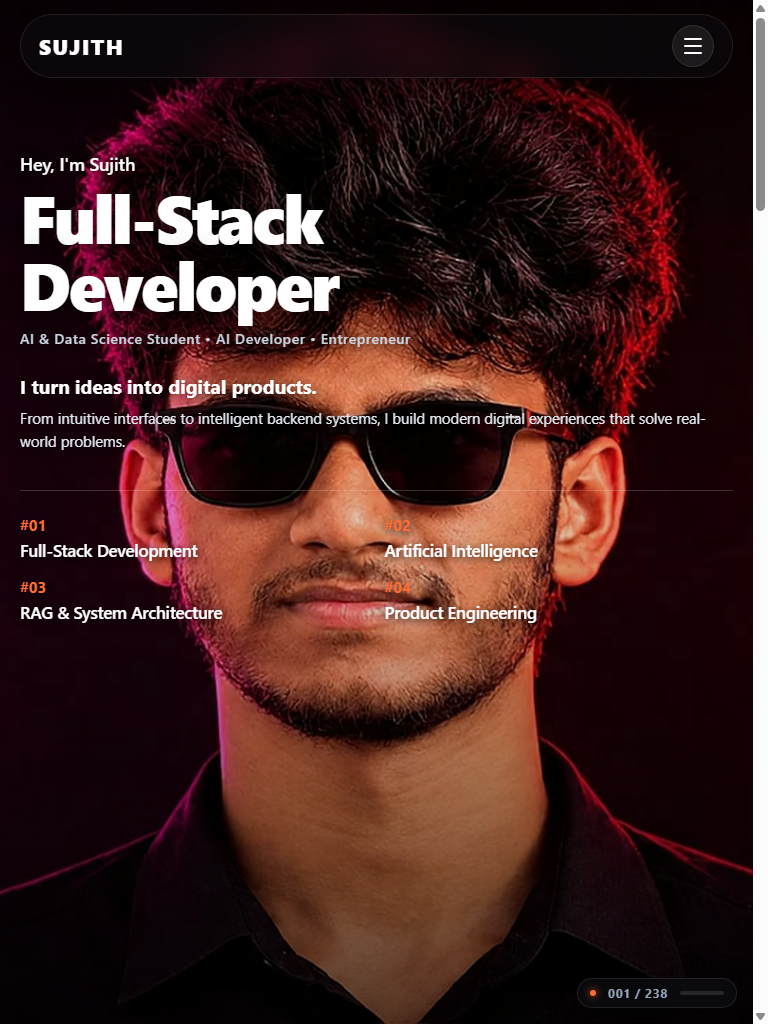 SUJITH
Hey, I'm Sujith
Full-Stack
Developer
AI & Data Science Student • AI Developer • Entrepreneur
I turn ideas into digital products.
From intuitive interfaces to intelligent backend systems, I build modern digital experiences that solve real-
world problems.
#01
Full-Stack Development
#02
Artificial Intelligence
#03
RAG & System Architecture
#04
Product Engineering
001 / 238